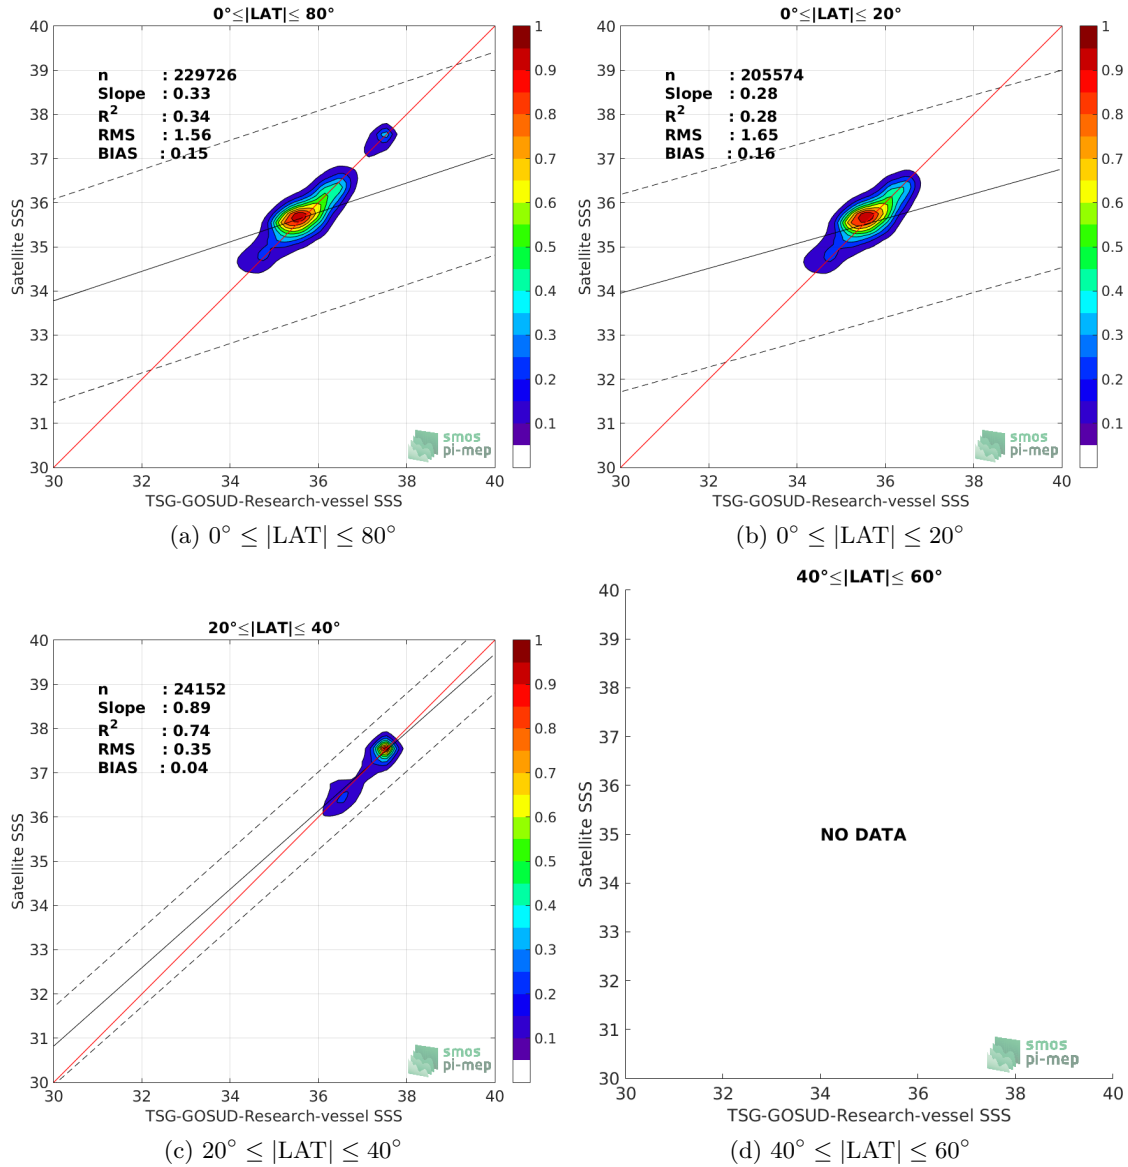 0°≤|LAT|≤ 80°
n : 229726
Slope : 0.33
R2 : 0.34
RMS : 1.56
BIAS : 0.15
40
39
38
37
36
35
34
33
32
31
30
30 32 34 36 38 40
Satellite SSS
TSG-GOSUD-Research-vessel SSS
1
0.9
0.8
0.7
0.6
0.5
0.4
0.3
0.2
0.1
smos
pi-mep
(a) 0° ≤ |LAT| ≤ 80°
0°≤|LAT|≤ 20°
n : 205574
Slope : 0.28
R2 : 0.28
RMS : 1.65
BIAS : 0.16
40
39
38
37
36
35
34
33
32
31
30
30 32 34 36 38 40
Satellite SSS
TSG-GOSUD-Research-vessel SSS
1
0.9
0.8
0.7
0.6
0.5
0.4
0.3
0.2
0.1
smos
pi-mep
(b) 0° ≤ |LAT| ≤ 20°
20°≤|LAT|≤ 40°
n : 24152
Slope : 0.89
R2 : 0.74
RMS : 0.35
BIAS : 0.04
40
39
38
37
36
35
34
33
32
31
30
30 32 34 36 38 40
Satellite SSS
TSG-GOSUD-Research-vessel SSS
1
0.9
0.8
0.7
0.6
0.5
0.4
0.3
0.2
0.1
smos
pi-mep
(c) 20° ≤ |LAT| ≤ 40°
40°≤|LAT|≤ 60°
40
39
38
37
36
35
34
33
32
31
30
30 32 34 36 38 40
Satellite SSS
NO DATA
TSG-GOSUD-Research-vessel SSS
smos
pi-mep
(d) 40° ≤ |LAT| ≤ 60°